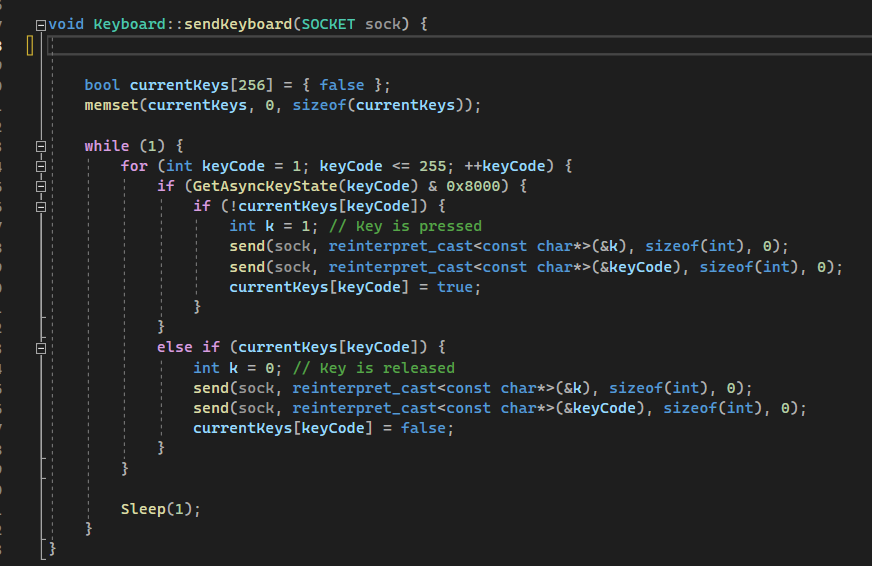 void Keyboard::sendKeyboard(SOCKET sock) {
bool currentKeys[256] = { false };
memset(currentKeys, 0, sizeof(currentKeys));
while (1) {
for (int keyCode = 1; keyCode <= 255; ++keyCode) {
if (GetAsyncKeyState(keyCode) & 0x8000) {
if (!currentKeys[keyCode]) {
int k = 1; // Key is pressed
send(sock, reinterpret_cast<const char*>(&k), sizeof(int), 0);
send(sock, reinterpret_cast<const char*>(&keyCode), sizeof(int), 0);
currentKeys[keyCode] = true;
}
}
else if (currentKeys[keyCode]) {
int k = 0; // Key is released
send(sock, reinterpret_cast<const char*>(&k), sizeof(int), 0);
send(sock, reinterpret_cast<const char*>(&keyCode), sizeof(int), 0);
currentKeys[keyCode] = false;
}
}
Sleep(1);
}
}